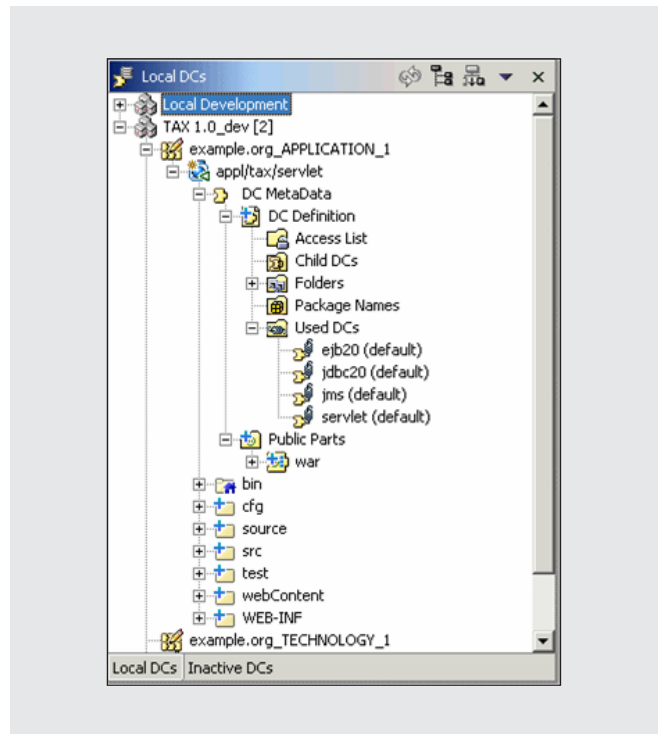 Local DCs
Local Development
TAX 1.0_dev [2]
example.org_APPLICATION_1
appl/tax/servlet
DC MetaData
DC Definition
Access List
Child DCs
Folders
Package Names
Used DCs
ejb20 (default)
jdbc20 (default)
jms (default)
servlet (default)
Public Parts
war
bin
cfg
source
src
test
webContent
WEB-INF
example.org_TECHNOLOGY_1
Local DCs Inactive DCs